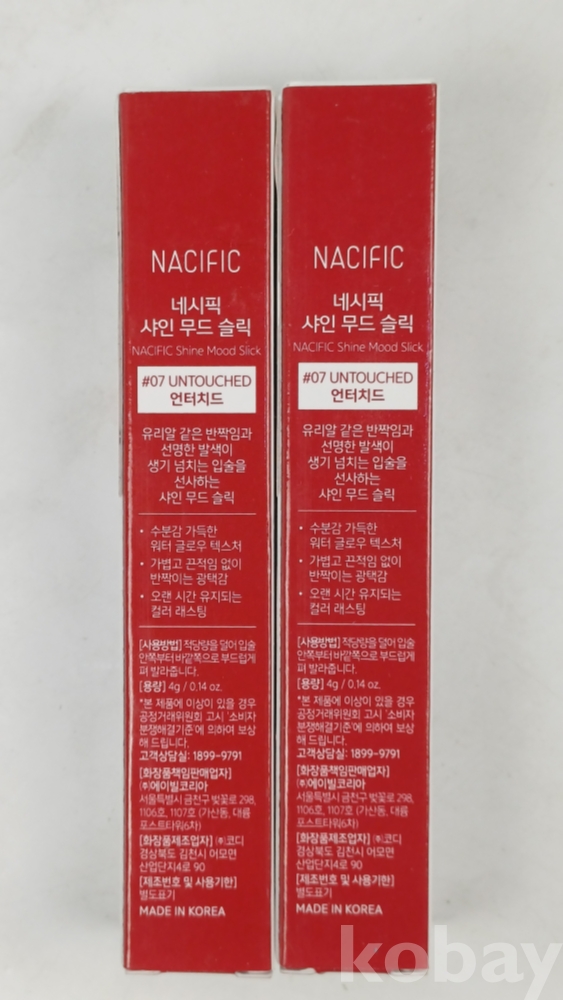 NACIFIC
네시픽
샤인 무드 슬릭
NACIFIC Shine Mood Slick
#07 UNTOUCHED
언터치드
유리알 같은 반짝임과
선명한 발색이
생기 넘치는 입술을
선사하는
샤인 무드 슬릭
• 수분감 가득한
워터 글로우 텍스처
• 가볍고 끈적임 없이
반짝이는 광택감
• 오랜 시간 유지되는
컬러 래스팅
[사용방법] 적당량을 덜어 입술
안쪽부터 바깥쪽으로 부드럽게
펴 발라줍니다.
[용량] 4g / 0.14 oz.
*본 제품에 이상이 있을 경우
공정거래위원회 고시 '소비자
분쟁해결기준'에 의하여 보상
해 드립니다.
고객상담실: 1899-9791
[화장품책임판매업자]
㈜에이빌코리아
서울특별시 금천구 벚꽃로 298,
1106호, 1107호 (가산동, 대륭
포스트타워6차)
[화장품제조업자] ㈜코디
경상북도 김천시 어모면
산업단지4로 90
[제조번호 및 사용기한]
별도표기
MADE IN KOREA
NACIFIC
네시픽
샤인 무드 슬릭
NACIFIC Shine Mood Slick
#07 UNTOUCHED
언터치드
유리알 같은 반짝임과
선명한 발색이
생기 넘치는 입술을
선사하는
샤인 무드 슬릭
• 수분감 가득한
워터 글로우 텍스처
• 가볍고 끈적임 없이
반짝이는 광택감
• 오랜 시간 유지되는
컬러 래스팅
[사용방법] 적당량을 덜어 입술
안쪽부터 바깥쪽으로 부드럽게
펴 발라줍니다.
[용량] 4g / 0.14 oz.
*본 제품에 이상이 있을 경우
공정거래위원회 고시 '소비자
분쟁해결기준'에 의하여 보상
해 드립니다.
고객상담실: 1899-9791
[화장품책임판매업자]
㈜에이빌코리아
서울특별시 금천구 벚꽃로 298,
1106호, 1107호 (가산동, 대륭
포스트타워6차)
[화장품제조업자] ㈜코디
경상북도 김천시 어모면
산업단지4로 90
[제조번호 및 사용기한]
별도표기
MADE IN KOREA
kobay